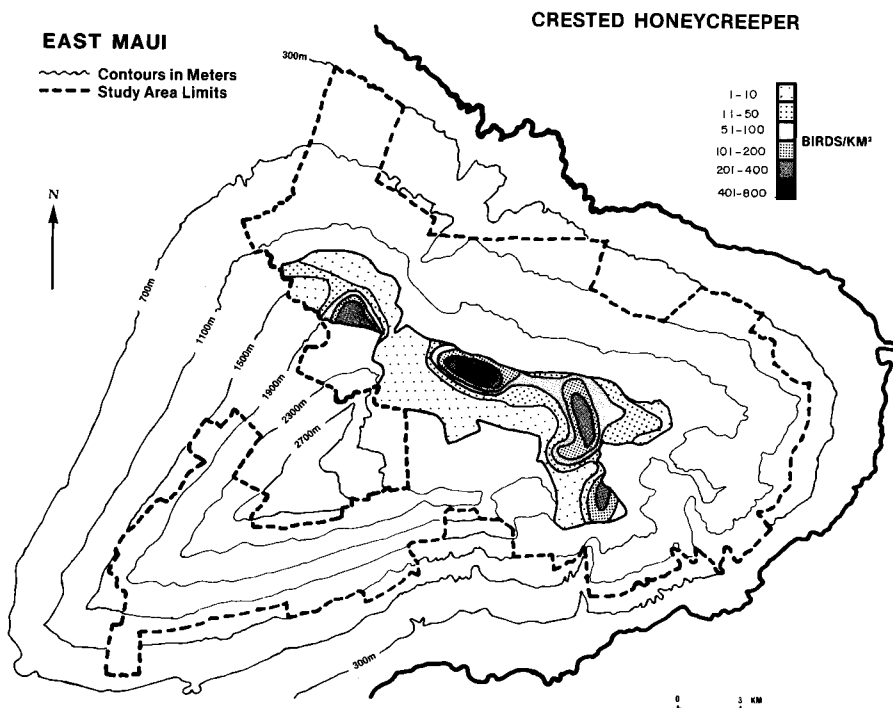 CRESTED HONEYCREEPER
EAST MAUI
Contours in Meters
Study Area Limits
300m
1-10
11-50
51-100
101-200
201-400
401-800
BIRDS/KM²
N
700m
1100m
1500m
1900m
2300m
2700m
300m
0 3 KM